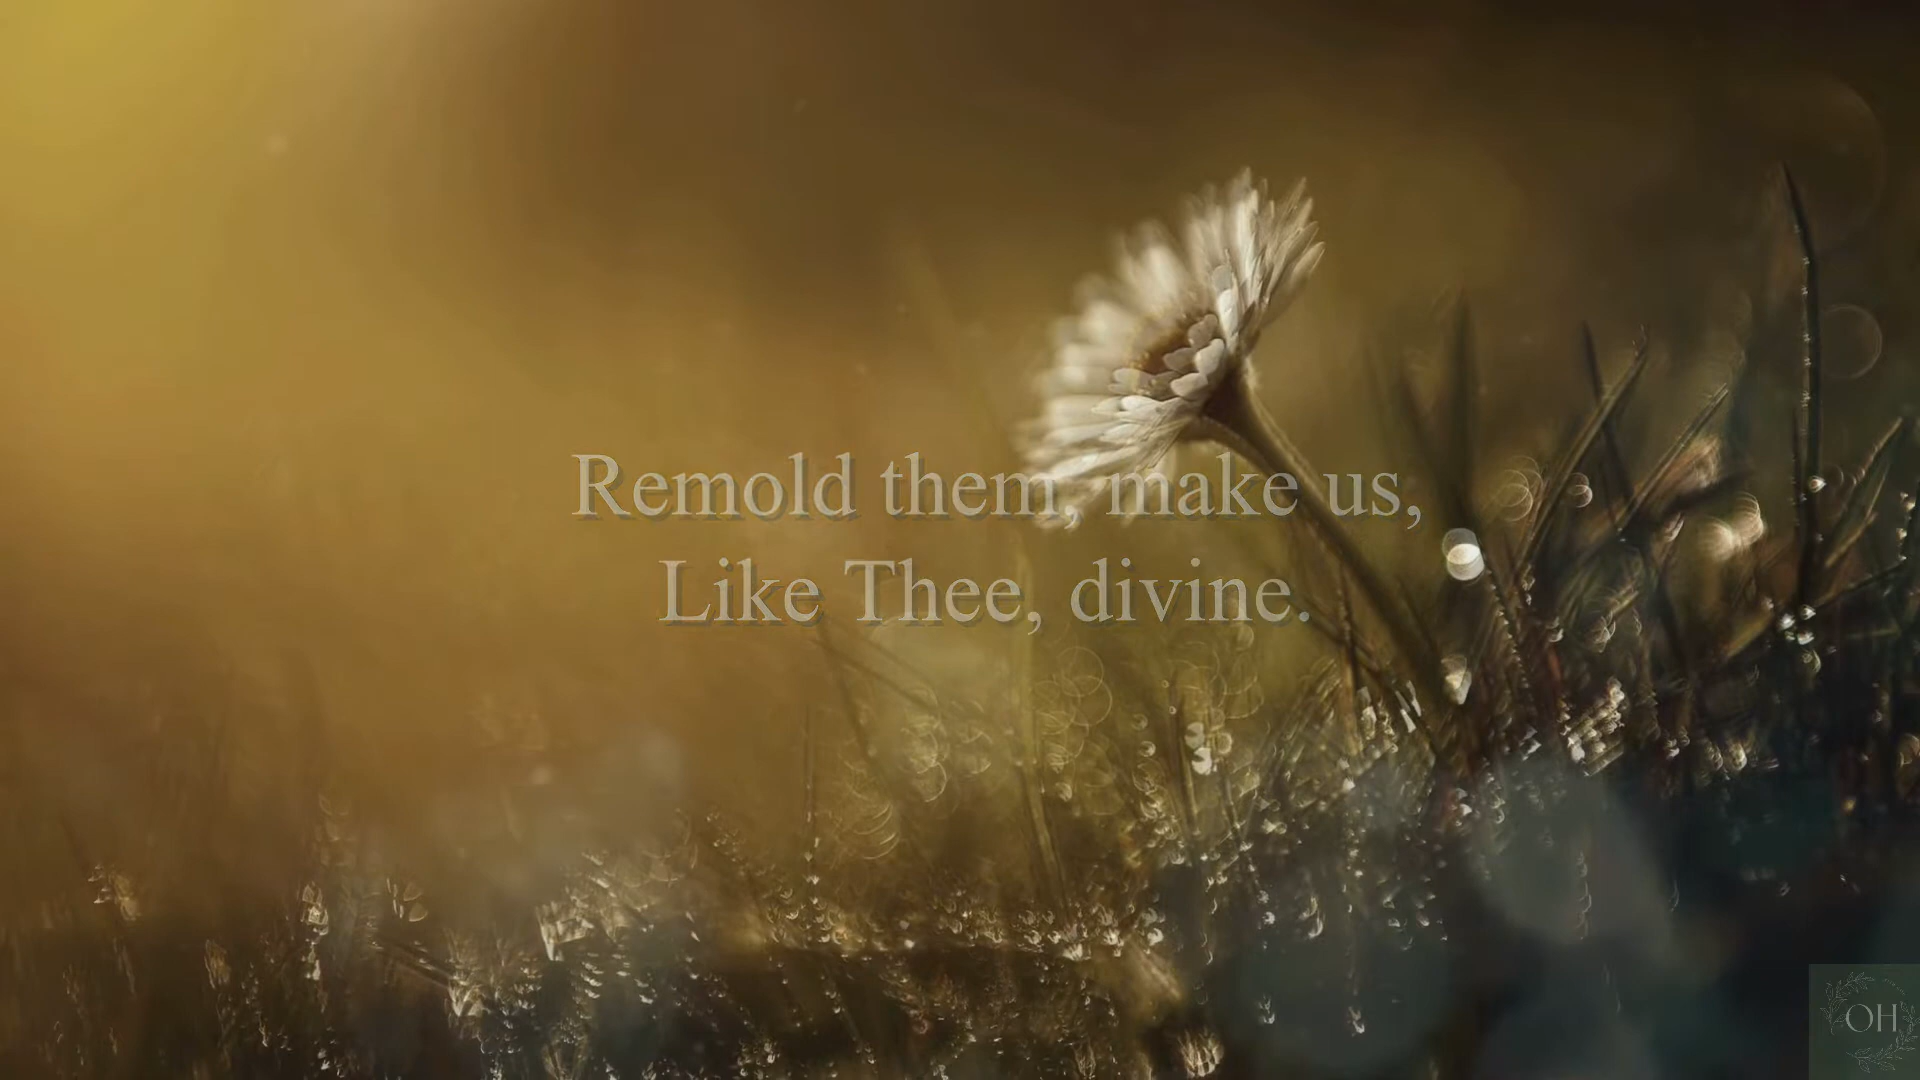 Remold them, make us,
Like Thee, divine.
OH